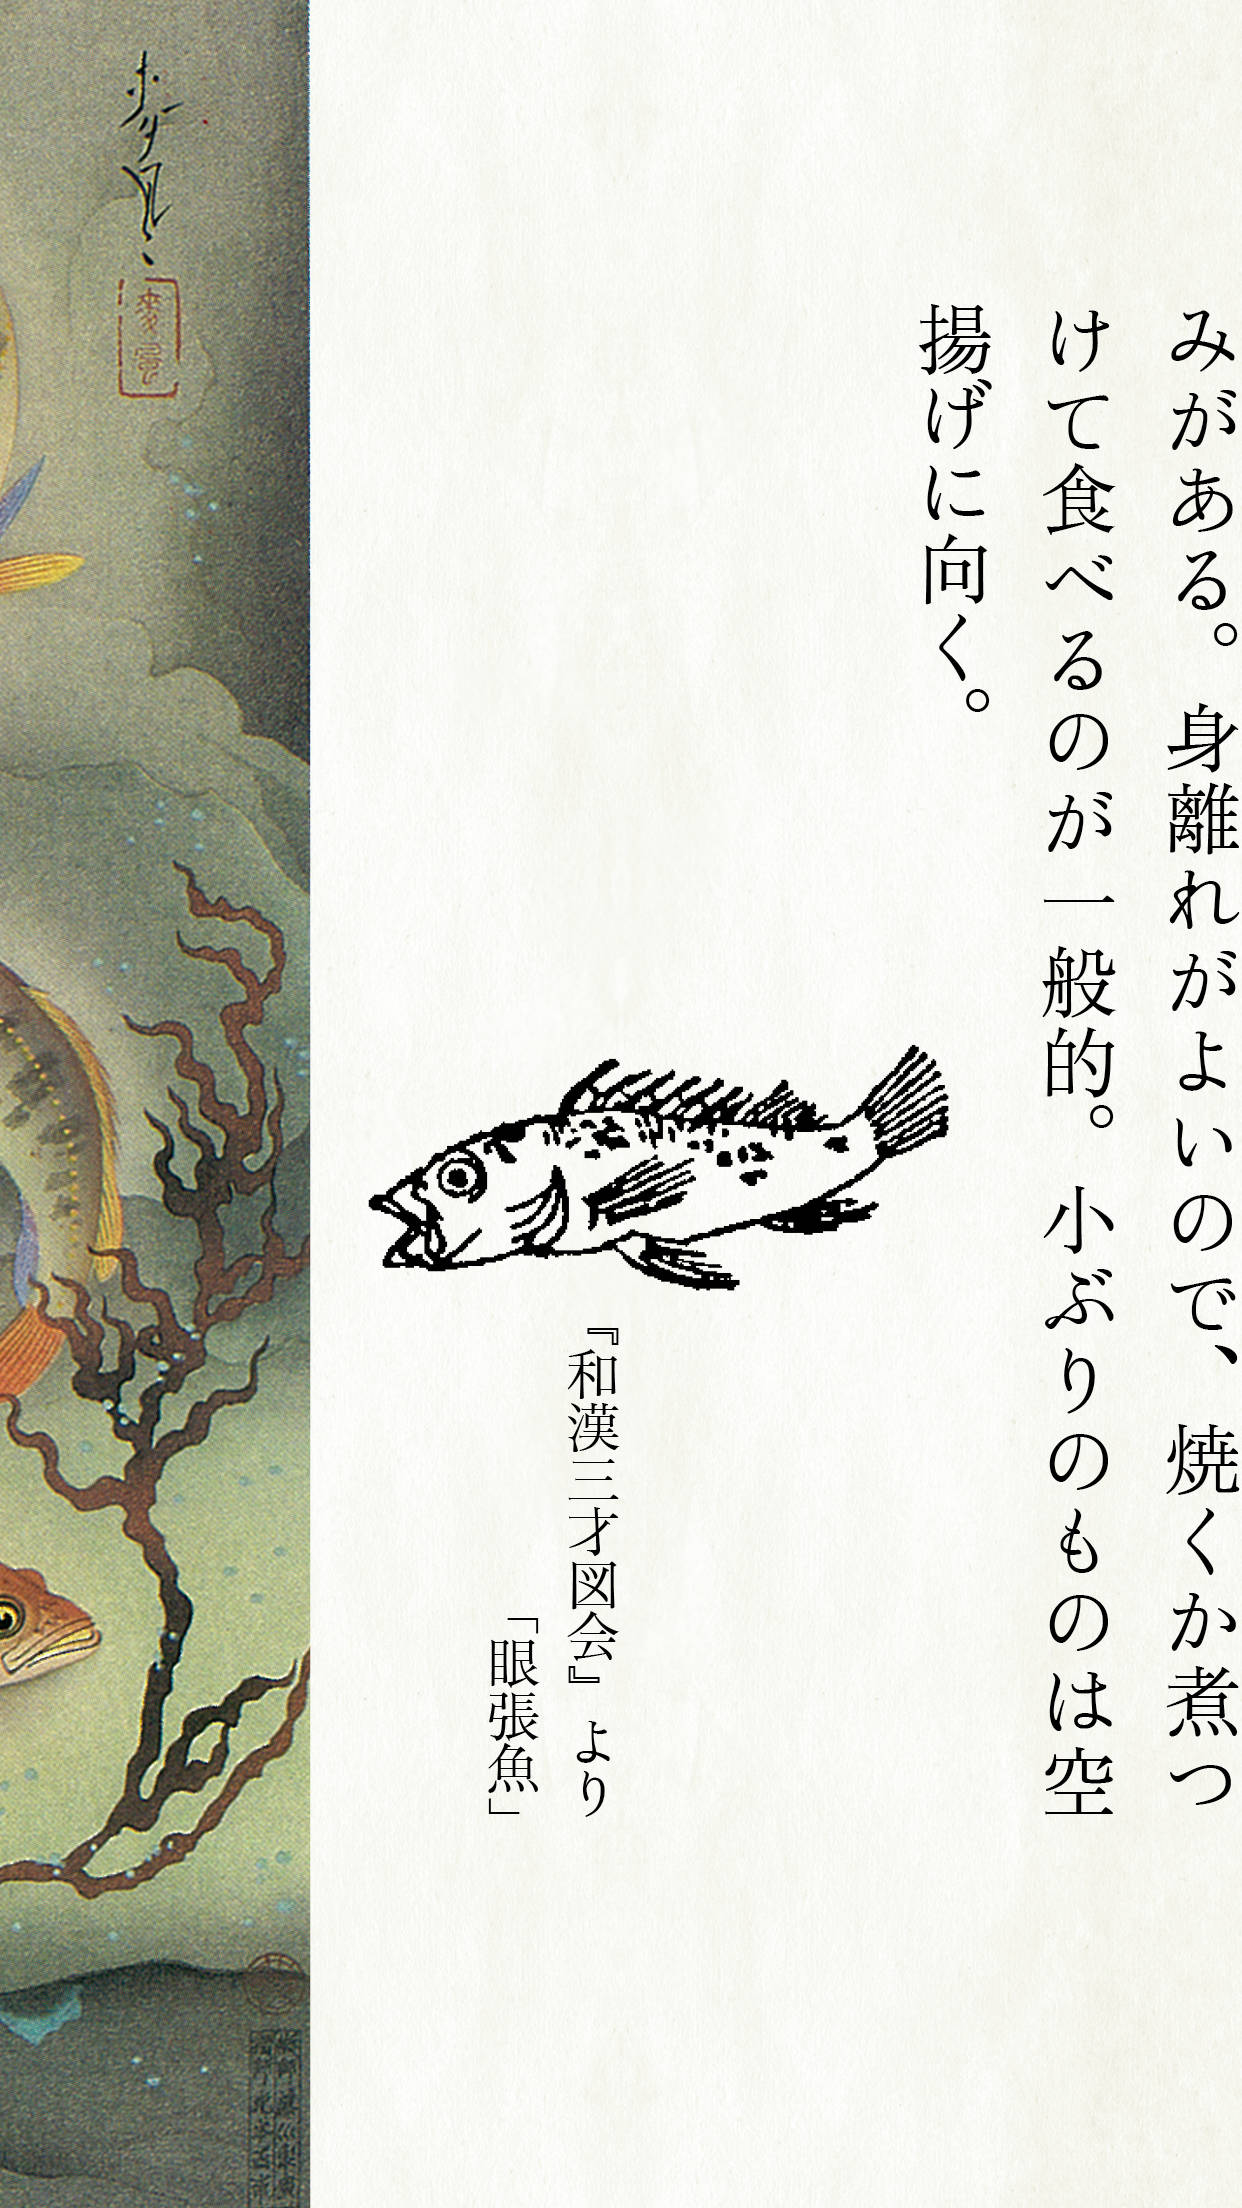 みがある。身離れがよいので、焼くか煮つ
けて食べるのが一般的。小ぶりのものは空
揚げに向く。
『和漢三才図会』より
「眼張魚」